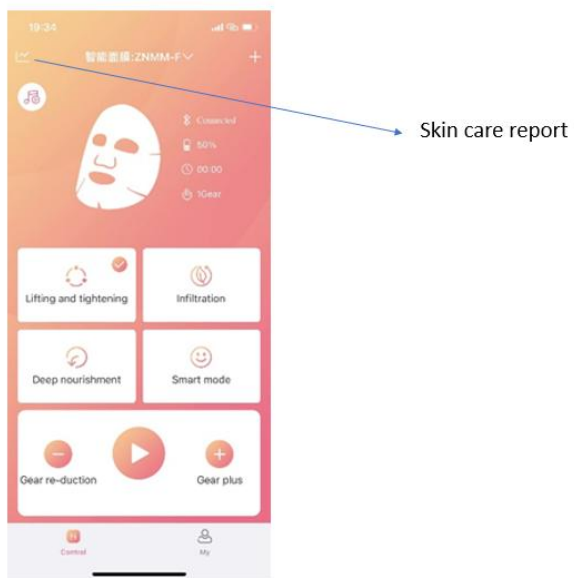 19:34
智能面膜:ZNMM-F
Skin care report
Connected
50%
00:00
1Gear
Lifting and tightening
Infiltration
Deep nourishment
Smart mode
Gear re-duction
Gear plus
Control
My